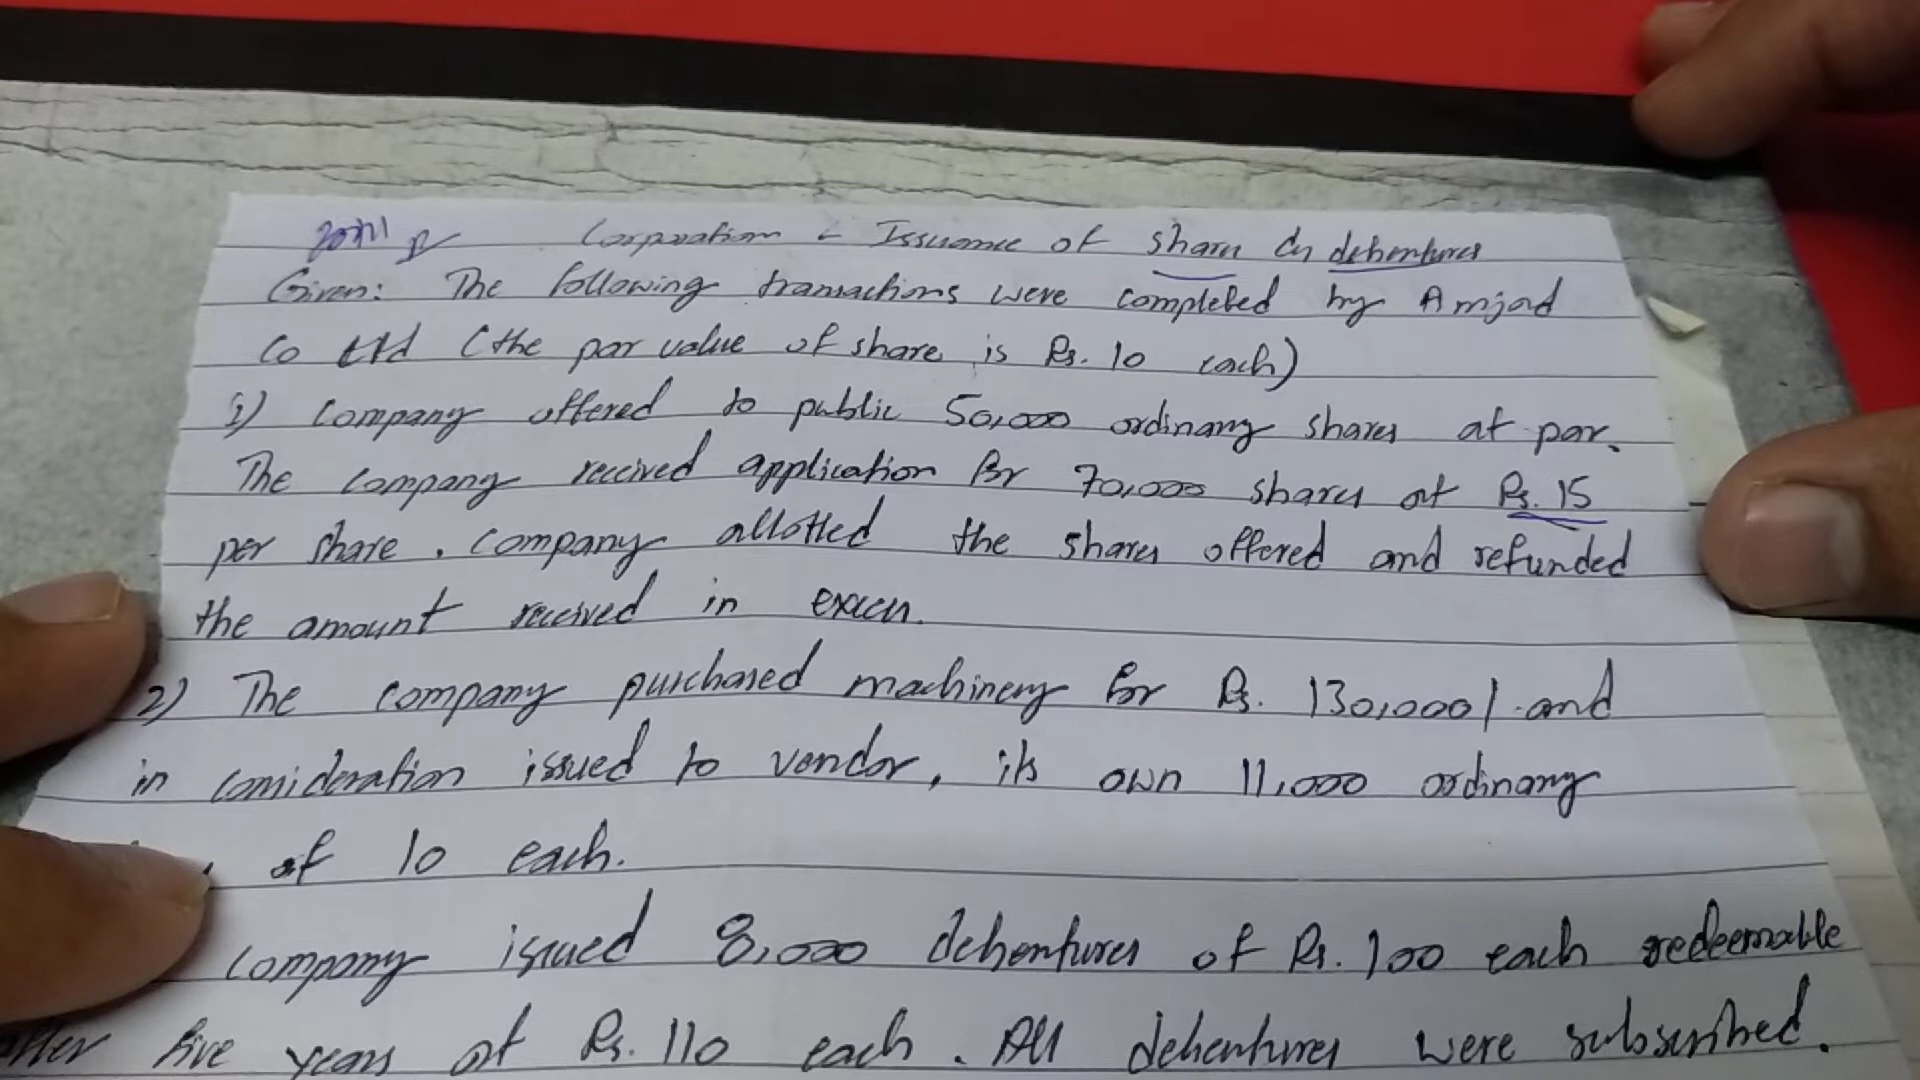 Corporation - Issuance of share & debentures
Given: The following transactions were completed by Amjad
Co Ltd (the par value of share is Rs. 10 each)
1) Company offered to public 50,000 ordinary shares at par.
The company received application for 70,000 shares at Rs. 15
per share. Company allotted the shares offered and refunded
the amount received in excess.
2) The company purchased machinery for Rs. 130,000/- and
in consideration issued to vendor, its own 11,000 ordinary
of 10 each.
Company issued 8,000 debentures of Rs. 100 each redeemable
after five years at Rs. 110 each. All debentures were subscribed.